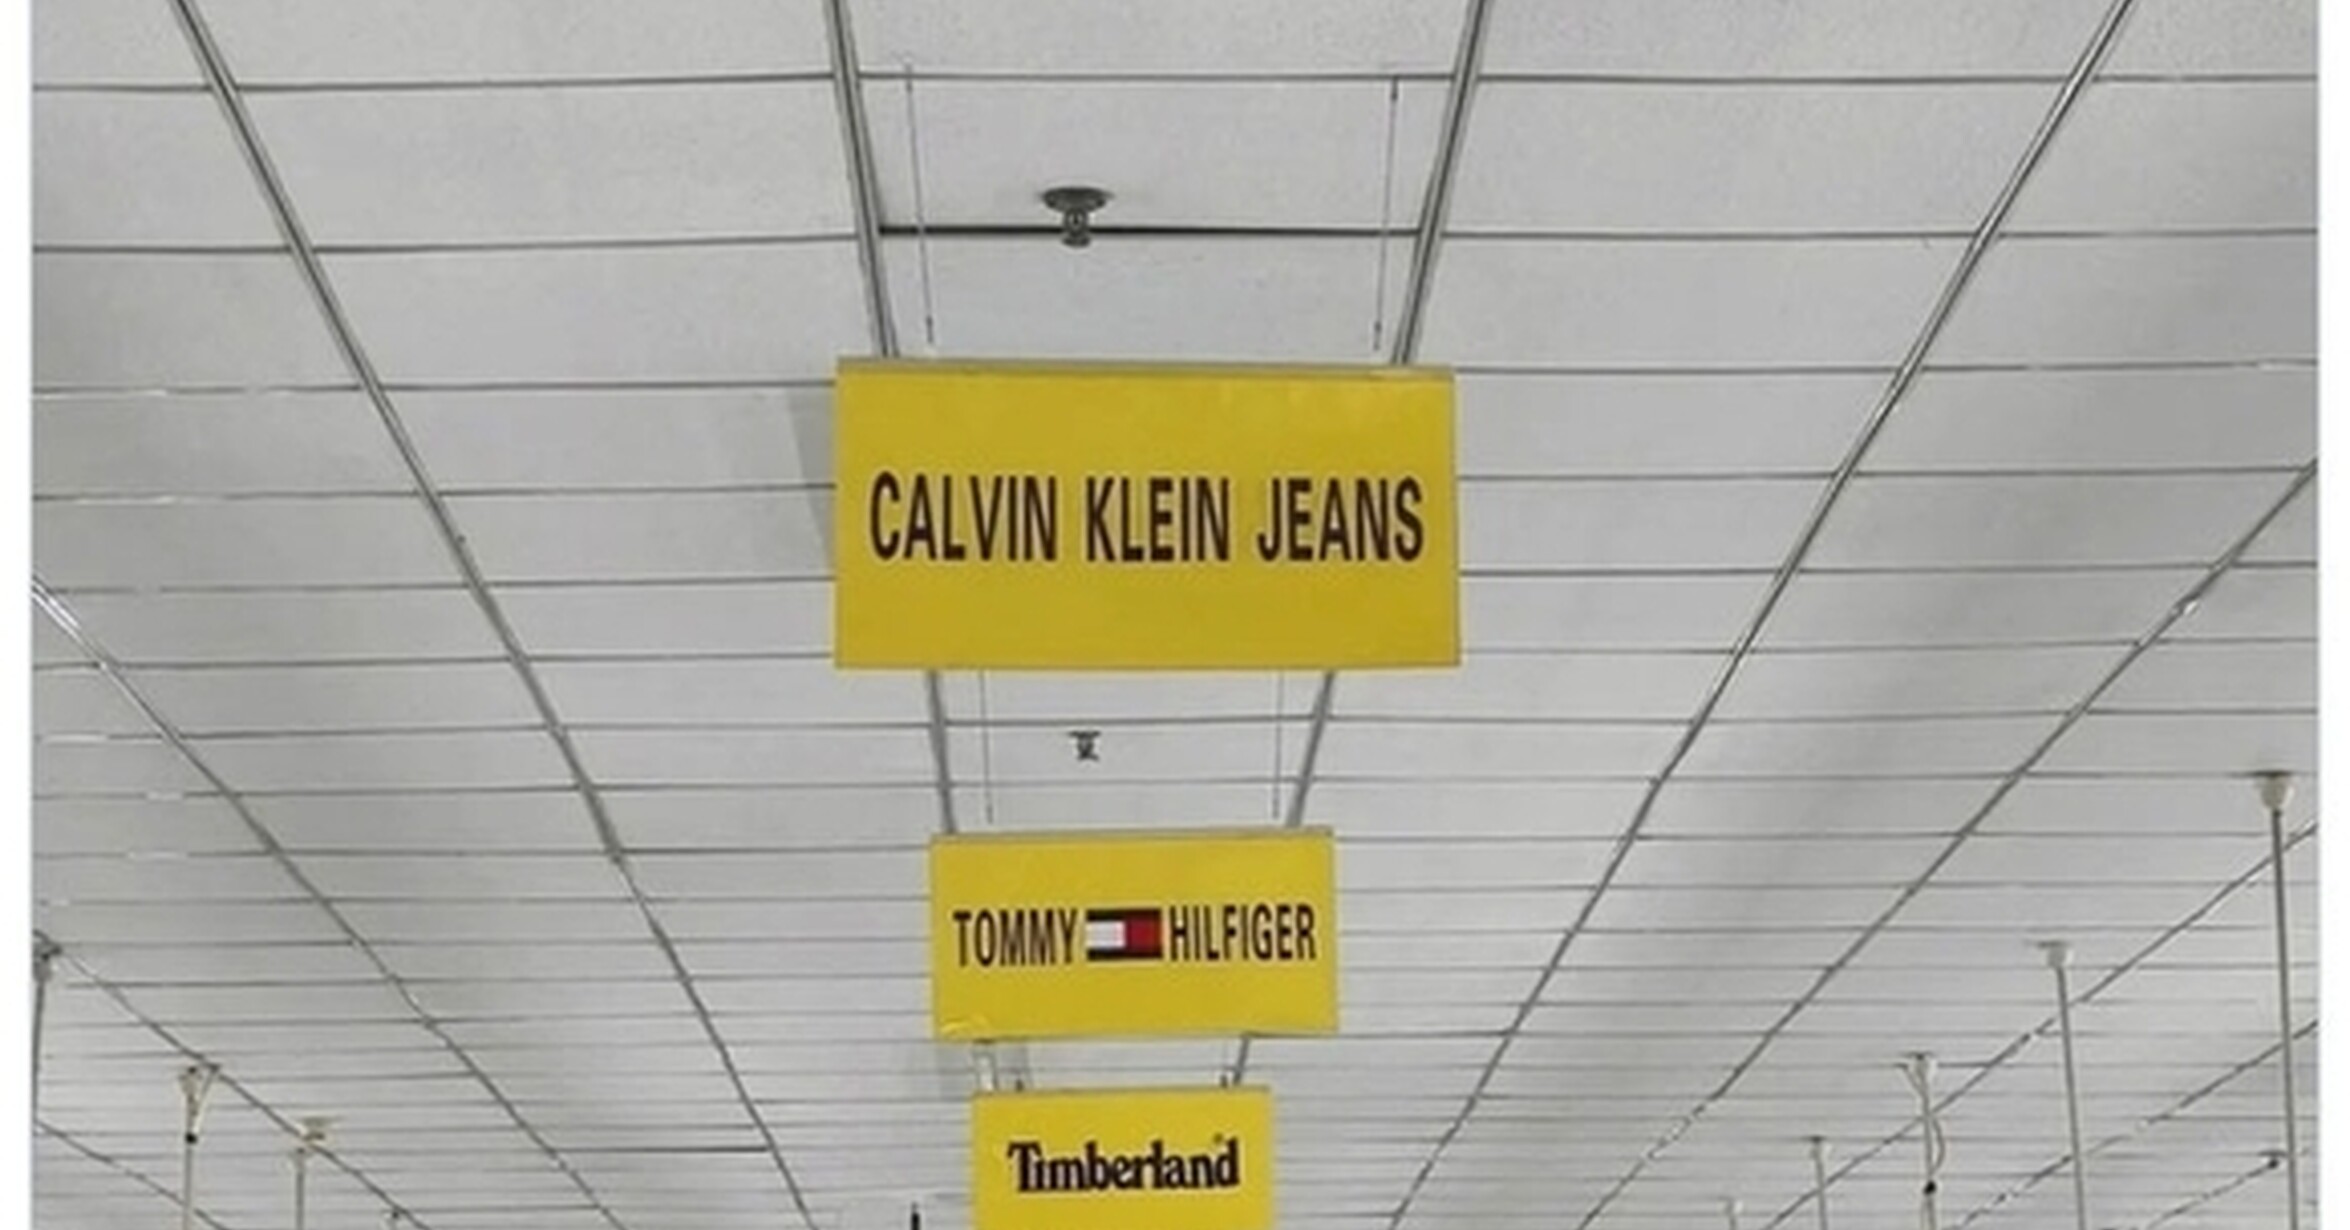 CALVIN KLEIN JEANS
TOMMY HILFIGER
Timberland